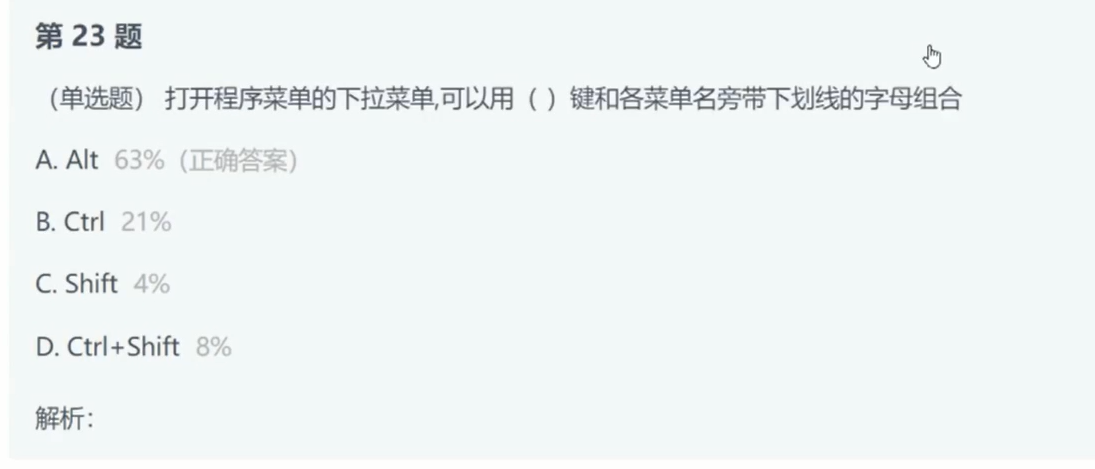 第 23 题
（单选题） 打开程序菜单的下拉菜单,可以用（ ）键和各菜单名旁带下划线的字母组合
A. Alt 63%（正确答案）
B. Ctrl 21%
C. Shift 4%
D. Ctrl+Shift 8%
解析：